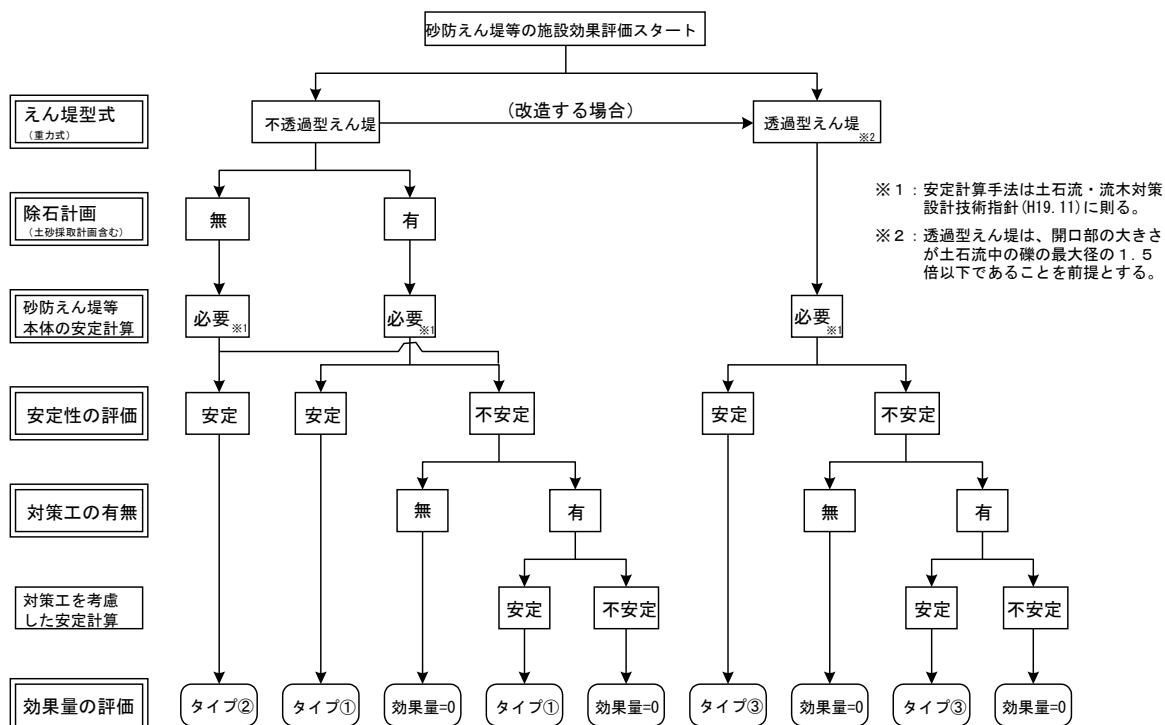 砂防えん堤等の施設効果評価スタート
えん堤型式
（重力式）
不透過型えん堤
(改造する場合)
透過型えん堤
※2
除石計画
（土砂採取計画含む）
無
有
※１：安定計算手法は土石流・流木対策
設計技術指針(H19.11)に則る。
※２：透過型えん堤は、開口部の大きさ
が土石流中の礫の最大径の１．５
倍以下であることを前提とする。
砂防えん堤等
本体の安定計算
必要※1
必要※1
必要※1
安定性の評価
安定
安定
不安定
安定
不安定
対策工の有無
無
有
無
有
対策工を考慮
した安定計算
安定
不安定
安定
不安定
効果量の評価
タイプ②
タイプ①
効果量=0
タイプ①
効果量=0
タイプ③
効果量=0
タイプ③
効果量=0